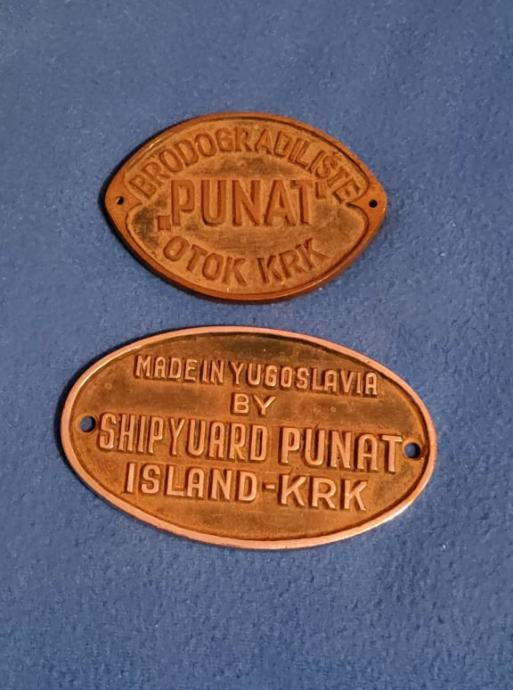 BRODOGRADILIŠTE
„PUNAT"
OTOK KRK
MADE IN YUGOSLAVIA
BY
SHIPYUARD PUNAT
ISLAND-KRK